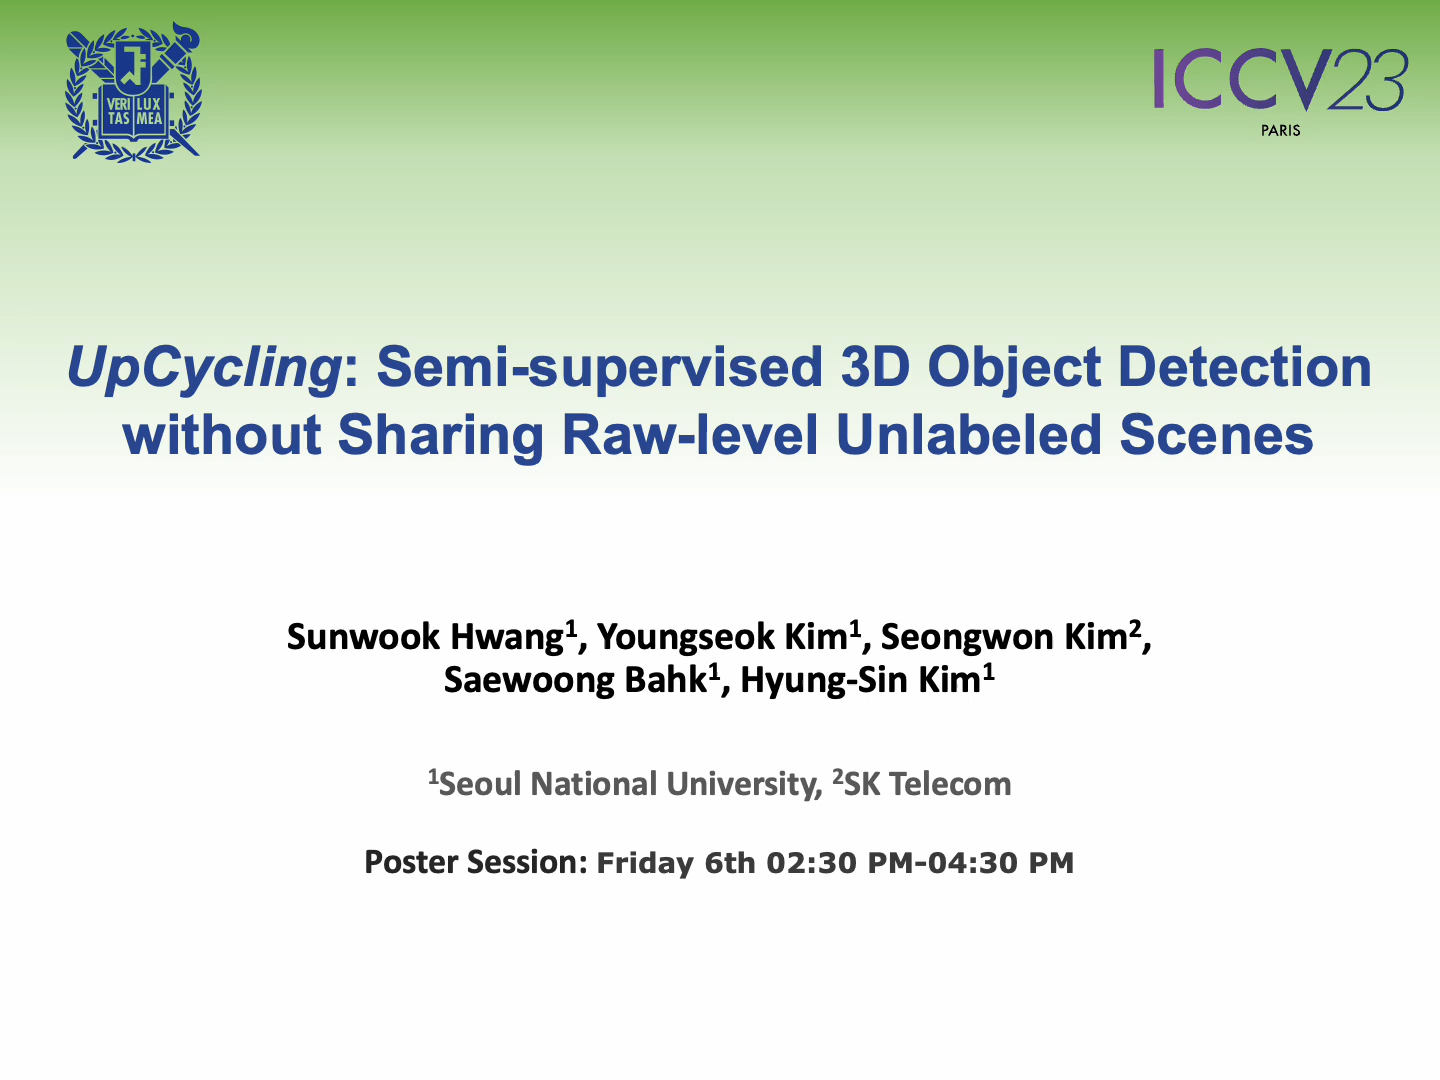 VERI LUX
TAS MEA
ICCV23
PARIS
UpCycling: Semi-supervised 3D Object Detection
without Sharing Raw-level Unlabeled Scenes
Sunwook Hwang¹, Youngseok Kim¹, Seongwon Kim²,
Saewoong Bahk¹, Hyung-Sin Kim¹
¹Seoul National University, ²SK Telecom
Poster Session: Friday 6th 02:30 PM-04:30 PM